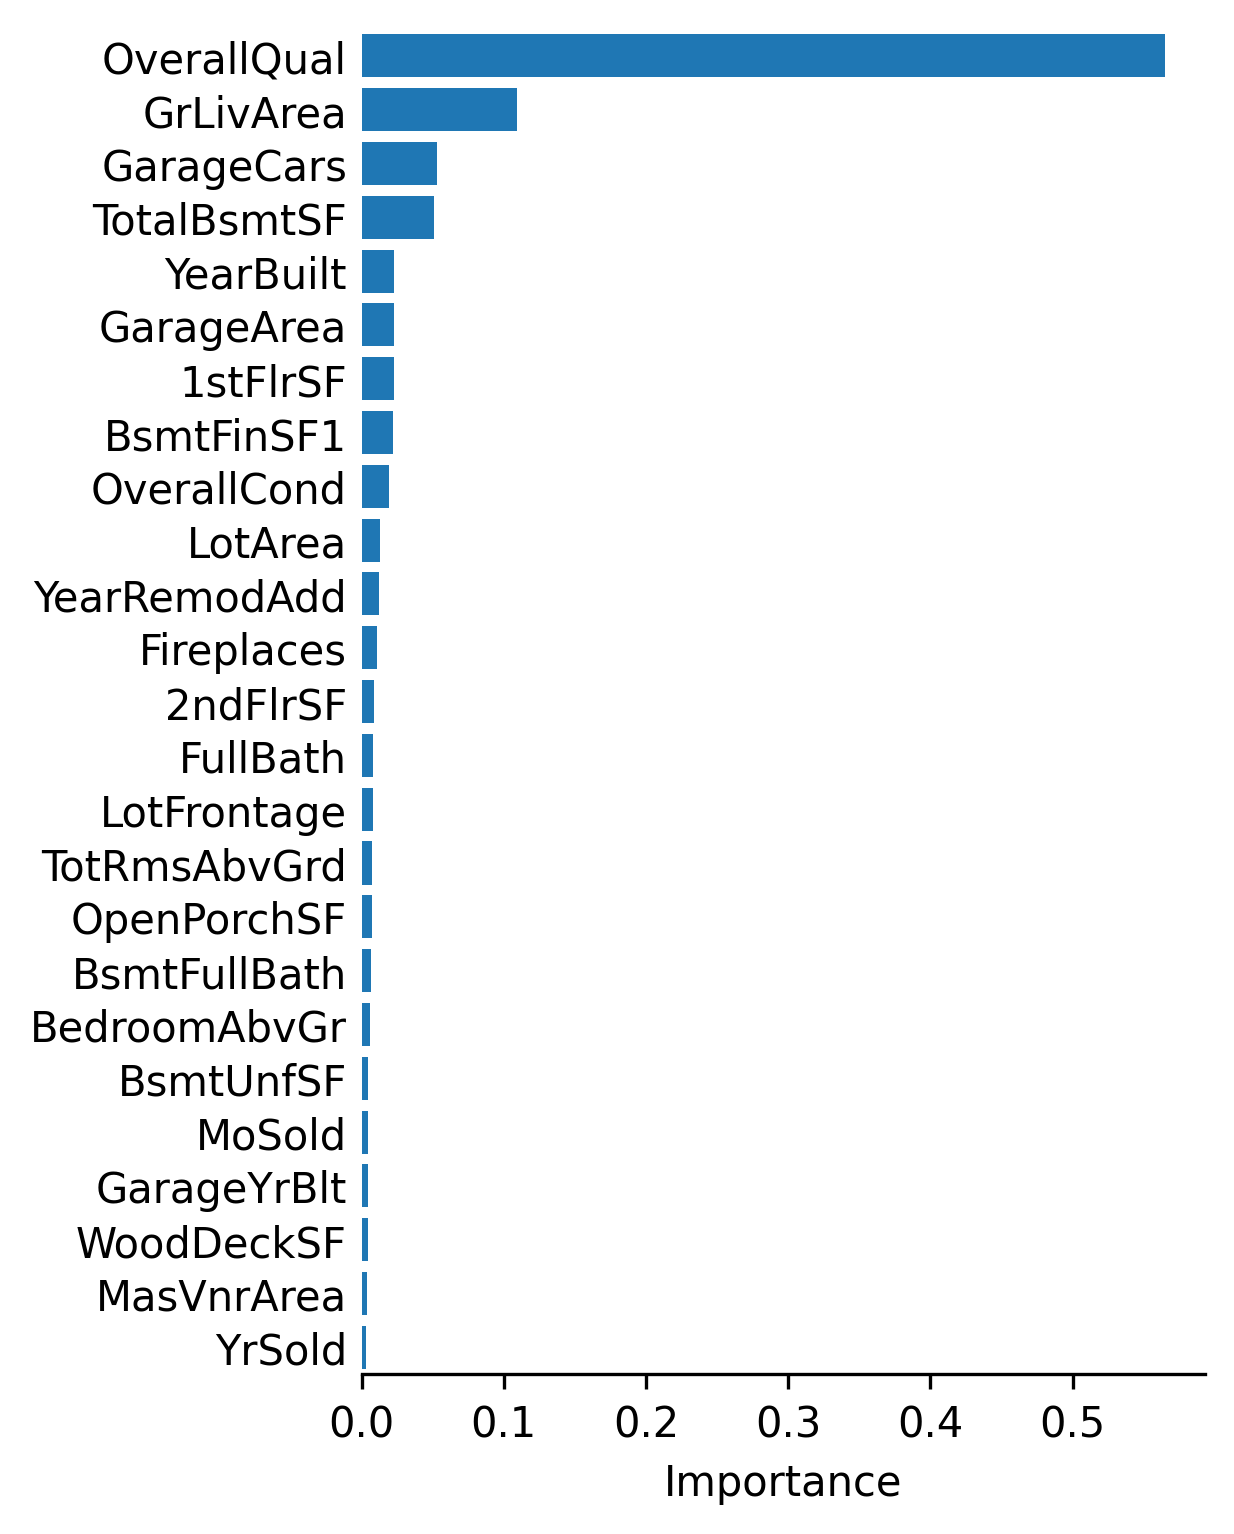 OverallQual
GrLivArea
GarageCars
TotalBsmtSF
YearBuilt
GarageArea
1stFlrSF
BsmtFinSF1
OverallCond
LotArea
YearRemodAdd
Fireplaces
2ndFlrSF
FullBath
LotFrontage
TotRmsAbvGrd
OpenPorchSF
BsmtFullBath
BedroomAbvGr
BsmtUnfSF
MoSold
GarageYrBlt
WoodDeckSF
MasVnrArea
YrSold
0.0 0.1 0.2 0.3 0.4 0.5
Importance